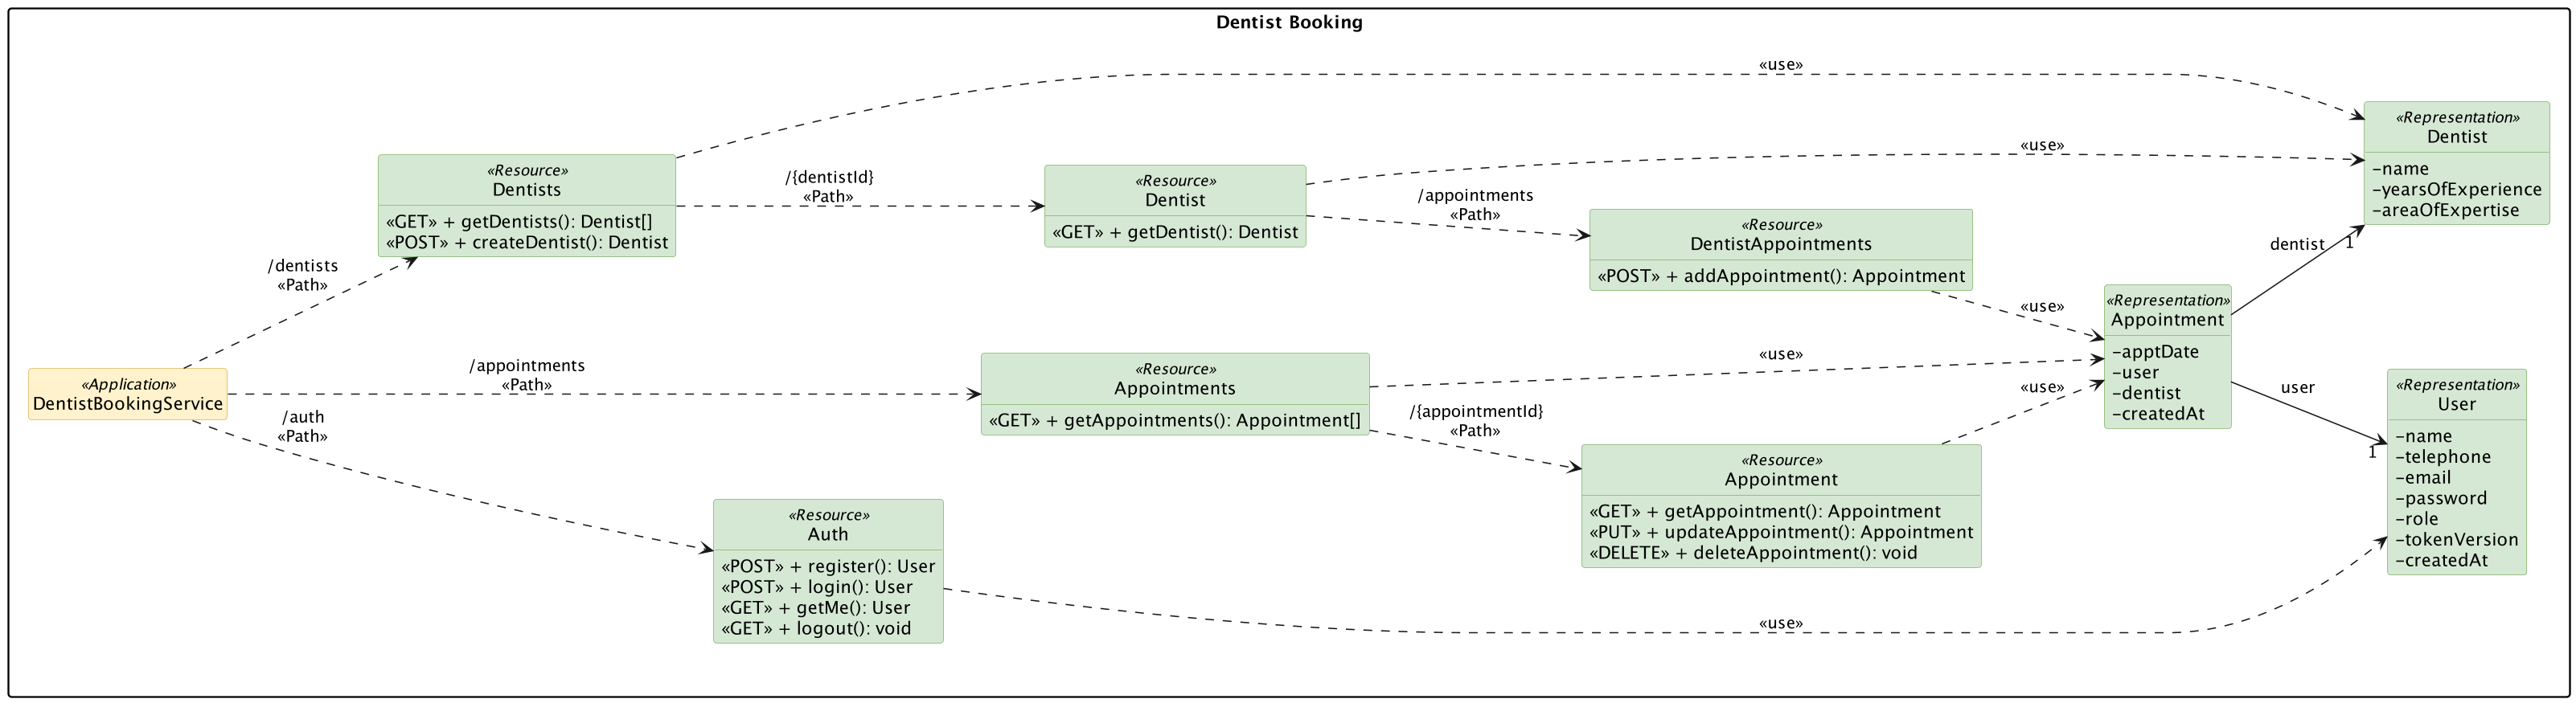 Dentist Booking
«use»
«Representation»
Dentist
–name
–yearsOfExperience
–areaOfExpertise
«use»
«Resource»
Dentists
«GET» + getDentists(): Dentist[]
«POST» + createDentist(): Dentist
/{dentistId}
«Path»
«Resource»
Dentist
«GET» + getDentist(): Dentist
/appointments
«Path»
«Resource»
DentistAppointments
«POST» + addAppointment(): Appointment
dentist
1
/dentists
«Path»
«use»
«Representation»
Appointment
–apptDate
–user
–dentist
–createdAt
«Application»
DentistBookingService
/appointments
«Path»
«Resource»
Appointments
«GET» + getAppointments(): Appointment[]
«use»
«use»
user
1
/{appointmentId}
«Path»
«Representation»
User
–name
–telephone
–email
–password
–role
–tokenVersion
–createdAt
/auth
«Path»
«Resource»
Appointment
«GET» + getAppointment(): Appointment
«PUT» + updateAppointment(): Appointment
«DELETE» + deleteAppointment(): void
«Resource»
Auth
«POST» + register(): User
«POST» + login(): User
«GET» + getMe(): User
«GET» + logout(): void
«use»